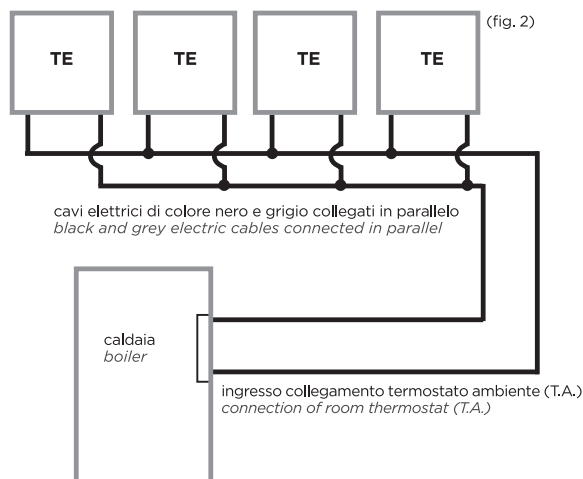 (fig. 2)
TE
TE
TE
TE
cavi elettrici di colore nero e grigio collegati in parallelo
black and grey electric cables connected in parallel
caldaia
boiler
ingresso collegamento termostato ambiente (T.A.)
connection of room thermostat (T.A.)